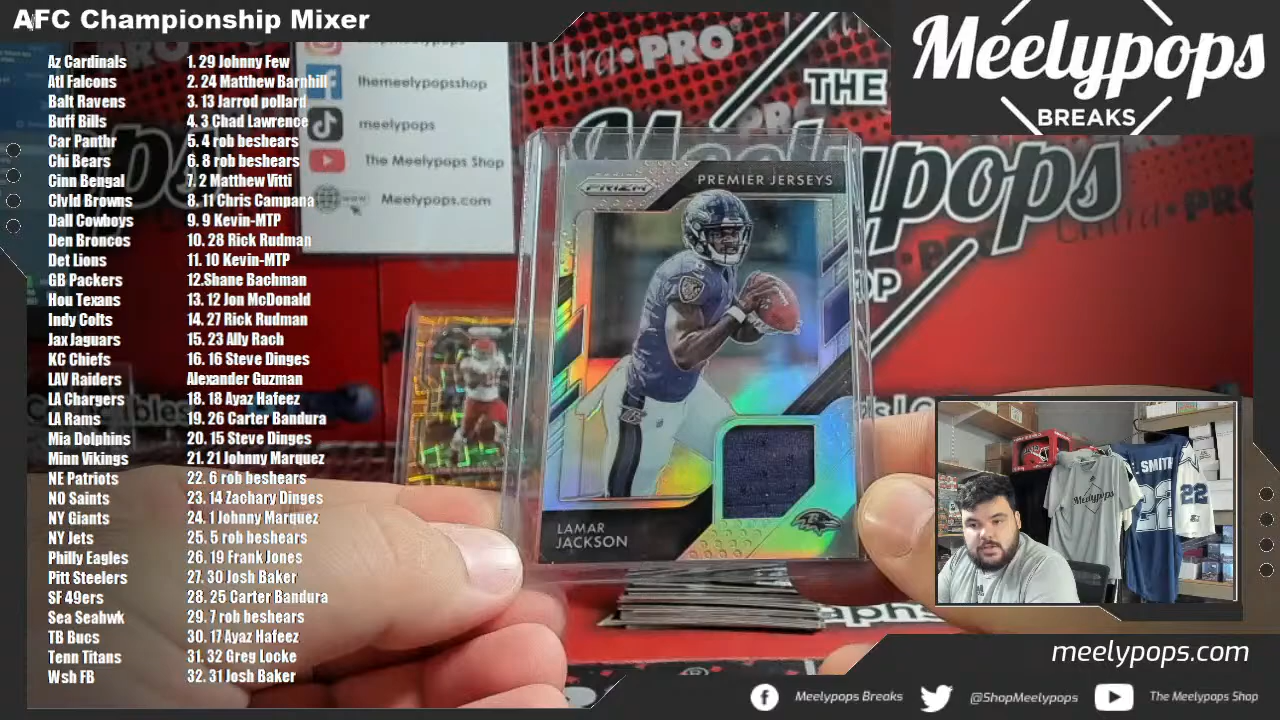 AFC Championship Mixer
Az Cardinals 1. 29 Johnny Few
Atl Falcons 2. 24 Matthew Barnhill
Balt Ravens 3. 13 Jarrod pollard
Buff Bills 4. 3 Chad Lawrence
Car Panthr 5. 4 rob beshears
Chi Bears 6. 8 rob beshears
Cinn Bengal 7. 2 Matthew Vitti
Clvld Browns 8. 11 Chris Campana
Dall Cowboys 9. 9 Kevin-MTP
Den Broncos 10. 28 Rick Rudman
Det Lions 11. 10 Kevin-MTP
GB Packers 12.Shane Bachman
Hou Texans 13. 12 Jon McDonald
Indy Colts 14. 27 Rick Rudman
Jax Jaguars 15. 23 Ally Rach
KC Chiefs 16. 16 Steve Dinges
LAV Raiders Alexander Guzman
LA Chargers 18. 18 Ayaz Hafeez
LA Rams 19. 26 Carter Bandura
Mia Dolphins 20. 15 Steve Dinges
Minn Vikings 21. 21 Johnny Marquez
NE Patriots 22. 6 rob beshears
NO Saints 23. 14 Zachary Dinges
NY Giants 24. 1 Johnny Marquez
NY Jets 25. 5 rob beshears
Philly Eagles 26. 19 Frank Jones
Pitt Steelers 27. 30 Josh Baker
SF 49ers 28. 25 Carter Bandura
Sea Seahwk 29. 7 rob beshears
TB Bucs 30. 17 Ayaz Hafeez
Tenn Titans 31. 32 Greg Locke
Wsh FB 32. 31 Josh Baker
themeelypopsshop
meelypops
The Meelypops Shop
Meelypops.com
Ultra·PRO
THE
Meelypops
PRIZM
PREMIER JERSEYS
LAMAR
JACKSON
Meelypops
BREAKS
SMITH
22
22
Meelypops
meelypops.com
Meelypops Breaks
@ShopMeelypops
The Meelypops Shop